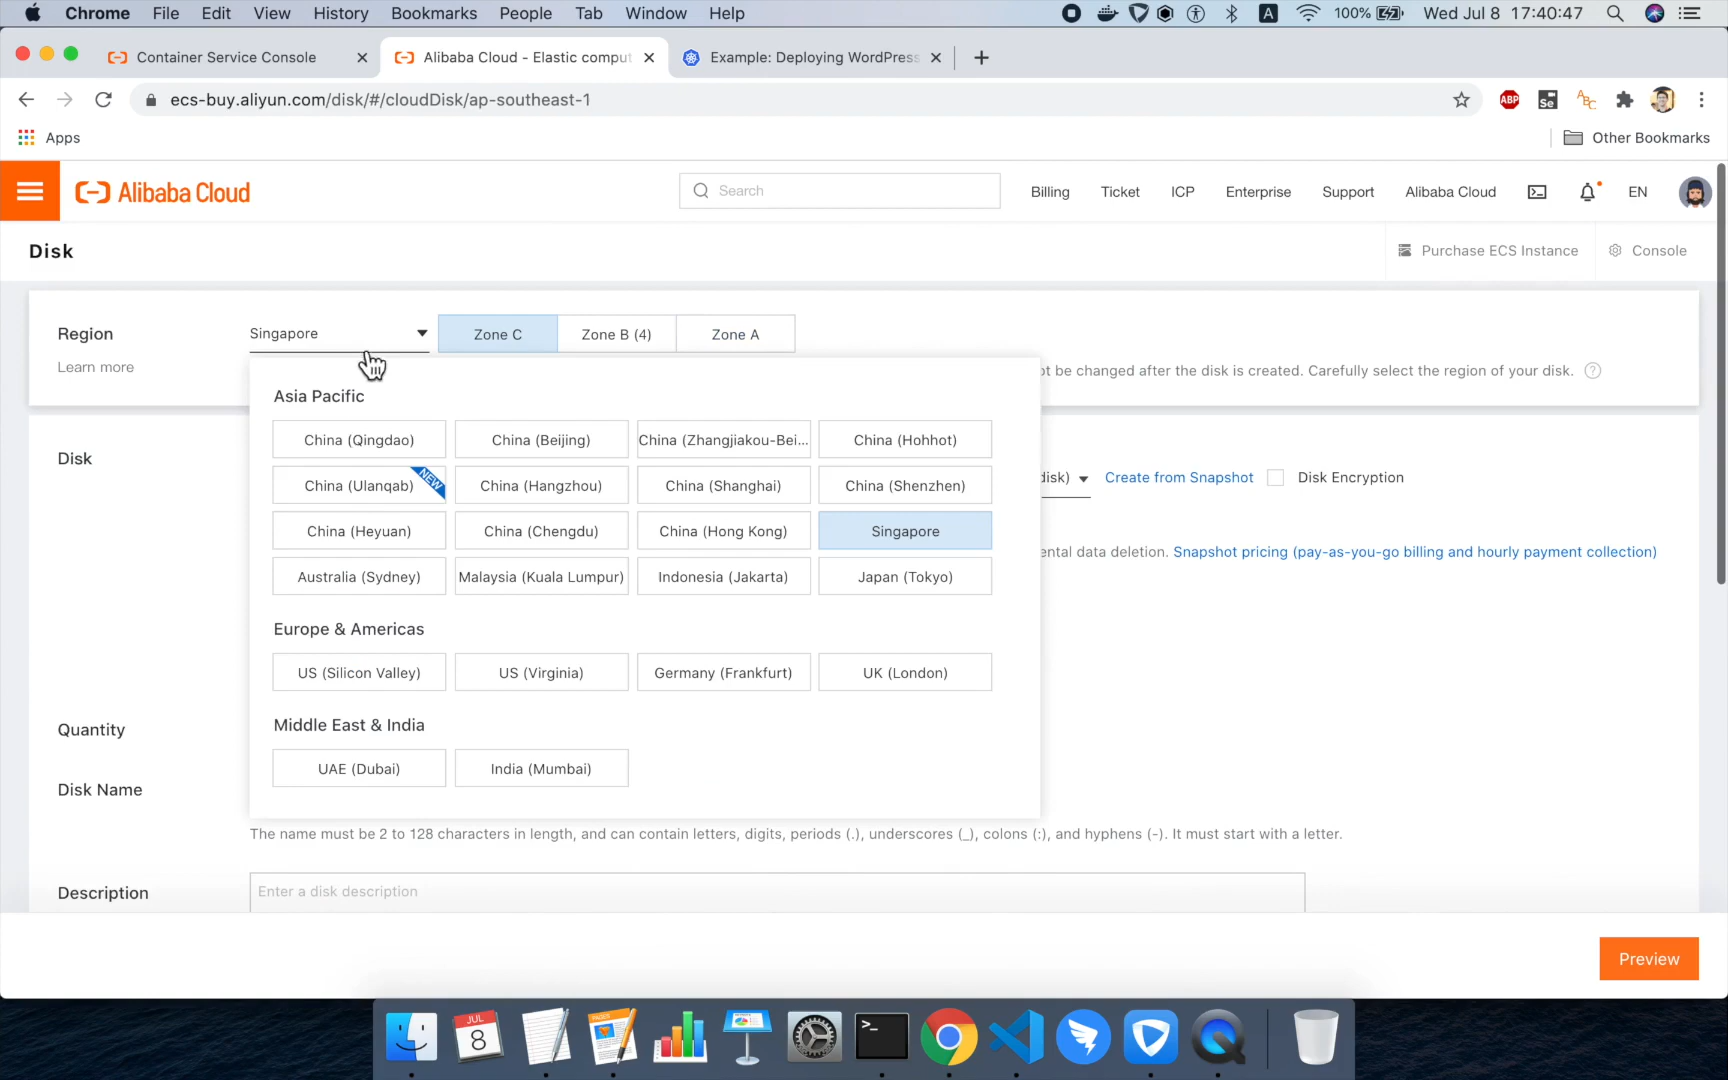 Chrome File Edit View History Bookmarks People Tab Window Help A 100% Wed Jul 8 17:40:47
Container Service Console Alibaba Cloud - Elastic comput Example: Deploying WordPress
ecs-buy.aliyun.com/disk/#/cloudDisk/ap-southeast-1 ABP Se ABC
Apps Other Bookmarks
Alibaba Cloud Search Billing Ticket ICP Enterprise Support Alibaba Cloud EN
Disk Purchase ECS Instance Console
Region Singapore Zone C Zone B (4) Zone A
Learn more ot be changed after the disk is created. Carefully select the region of your disk. ?
Asia Pacific
China (Qingdao) China (Beijing) China (Zhangjiakou-Bei... China (Hohhot)
Disk disk) Create from Snapshot Disk Encryption
China (Ulanqab) NEW China (Hangzhou) China (Shanghai) China (Shenzhen)
China (Heyuan) China (Chengdu) China (Hong Kong) Singapore
ental data deletion. Snapshot pricing (pay-as-you-go billing and hourly payment collection)
Australia (Sydney) Malaysia (Kuala Lumpur) Indonesia (Jakarta) Japan (Tokyo)
Europe & Americas
US (Silicon Valley) US (Virginia) Germany (Frankfurt) UK (London)
Middle East & India
Quantity
UAE (Dubai) India (Mumbai)
Disk Name
The name must be 2 to 128 characters in length, and can contain letters, digits, periods (.), underscores (_), colons (:), and hyphens (-). It must start with a letter.
Description Enter a disk description
Preview
JUL
8
PAGES
>_